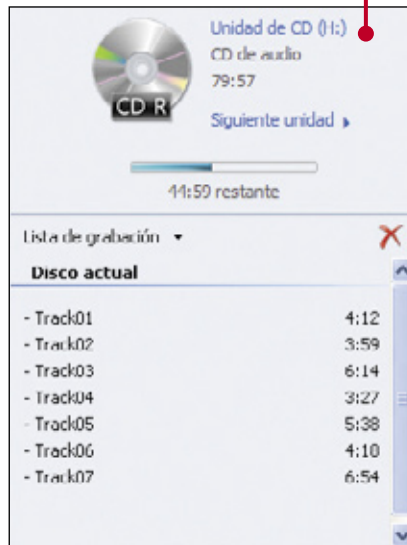 Unidad de CD (H:)
CD de audio
79:57
CD R
Siguiente unidad
44:59 restante
Lista de grabación
Disco actual
- Track01 4:12
- Track02 3:59
- Track03 6:14
- Track04 3:27
- Track05 5:38
- Track06 4:10
- Track07 6:54